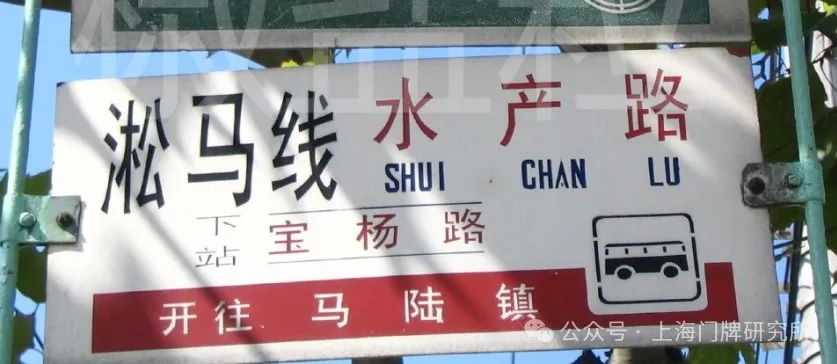 淞马线 水产路
SHUI CHAN LU
下站 宝杨路
开往 马陆镇
公众号·上海门牌研究所